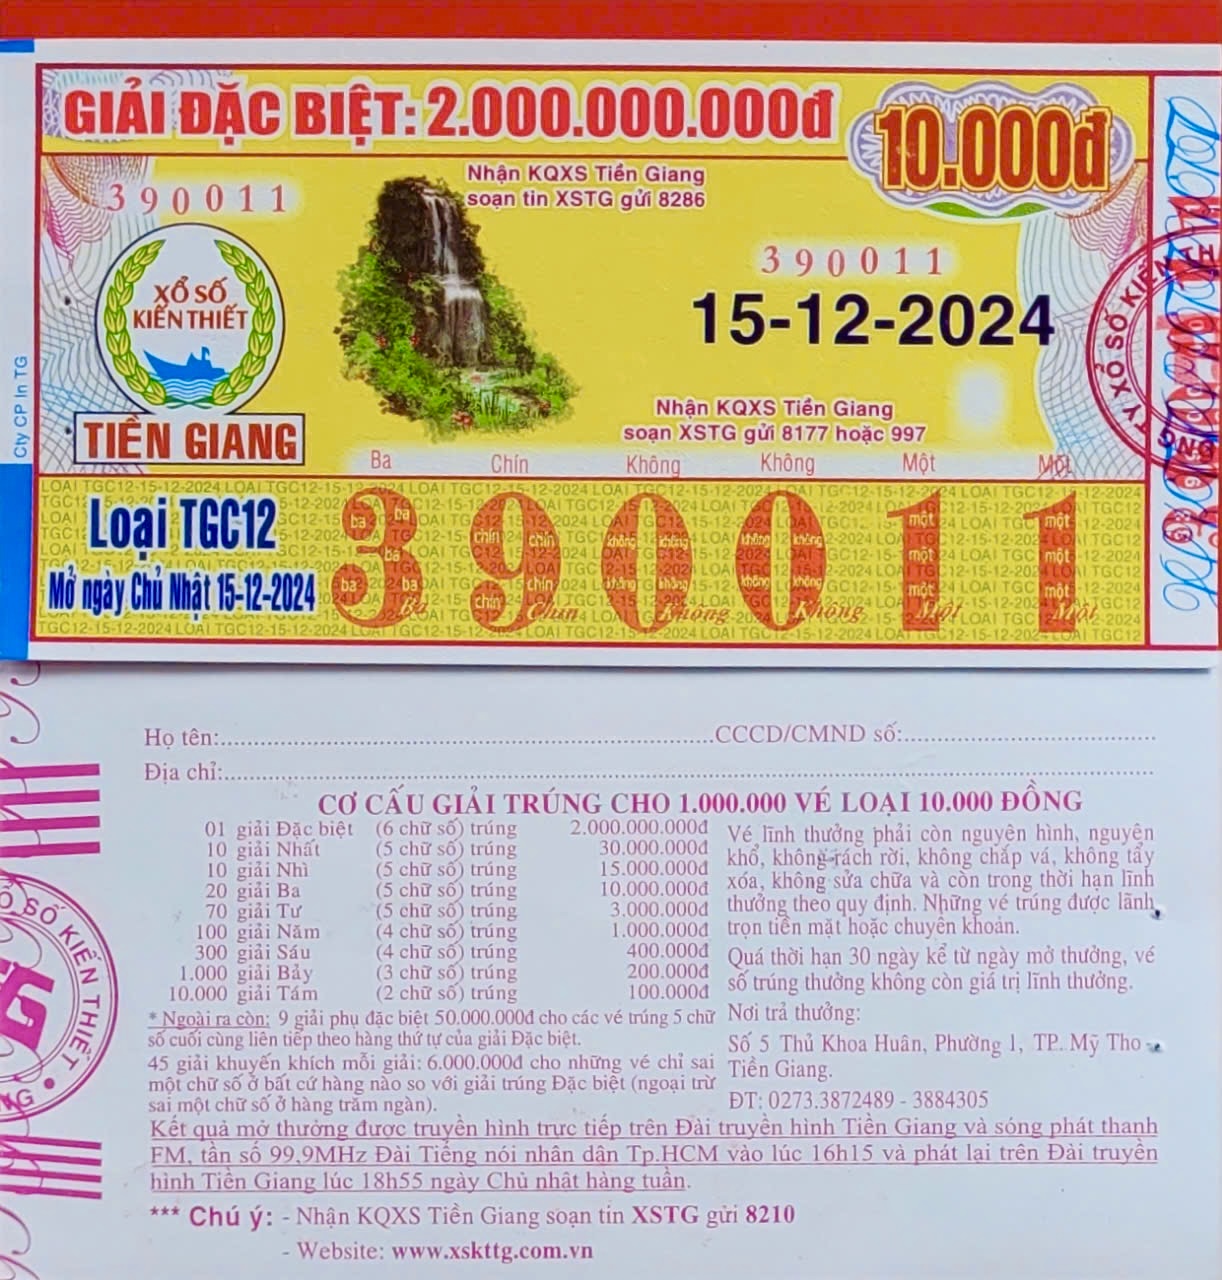 GIẢI ĐẶC BIỆT: 2.000.000.000đ
10.000đ
Nhận KQXS Tiền Giang
soạn tin XSTG gửi 8286
390011
390011
XỔ SỐ
KIẾN THIẾT
15-12-2024
TIỀN GIANG
Nhận KQXS Tiền Giang
soạn XSTG gửi 8177 hoặc 997
Cty CP In TG
Ba Chín Không Không Một Một
Loại TGC12
Mở ngày Chủ Nhật 15-12-2024
390011
Ba Chín Không Không Một Một
Họ tên: CCCD/CMND số:
Địa chỉ:
CƠ CẤU GIẢI TRÚNG CHO 1.000.000 VÉ LOẠI 10.000 ĐỒNG
01 giải Đặc biệt (6 chữ số) trúng 2.000.000.000đ
10 giải Nhất (5 chữ số) trúng 30.000.000đ
10 giải Nhì (5 chữ số) trúng 15.000.000đ
20 giải Ba (5 chữ số) trúng 10.000.000đ
70 giải Tư (5 chữ số) trúng 3.000.000đ
100 giải Năm (4 chữ số) trúng 1.000.000đ
300 giải Sáu (4 chữ số) trúng 400.000đ
1.000 giải Bảy (3 chữ số) trúng 200.000đ
10.000 giải Tám (2 chữ số) trúng 100.000đ
* Ngoài ra còn: 9 giải phụ đặc biệt 50.000.000đ cho các vé trúng 5 chữ
số cuối cùng liên tiếp theo hàng thứ tự của giải Đặc biệt.
45 giải khuyến khích mỗi giải: 6.000.000đ cho những vé chỉ sai
một chữ số ở bất cứ hàng nào so với giải trúng Đặc biệt (ngoại trừ
sai một chữ số ở hàng trăm ngàn).
Vé lĩnh thưởng phải còn nguyên hình, nguyên
khổ, không rách rời, không chắp vá, không tẩy
xóa, không sửa chữa và còn trong thời hạn lĩnh
thưởng theo quy định. Những vé trúng được lãnh
trọn tiền mặt hoặc chuyển khoản.
Quá thời hạn 30 ngày kể từ ngày mở thưởng, vé
số trúng thưởng không còn giá trị lĩnh thưởng.
Nơi trả thưởng:
Số 5 Thủ Khoa Huân, Phường 1, TP. Mỹ Tho -
Tiền Giang.
ĐT: 0273.3872489 - 3884305
Kết quả mở thưởng được truyền hình trực tiếp trên Đài truyền hình Tiền Giang và sóng phát thanh
FM, tần số 99,9MHz Đài Tiếng nói nhân dân Tp.HCM vào lúc 16h15 và phát lại trên Đài truyền
hình Tiền Giang lúc 18h55 ngày Chủ nhật hàng tuần.
*** Chú ý: - Nhận KQXS Tiền Giang soạn tin XSTG gửi 8210
- Website: www.xskttg.com.vn